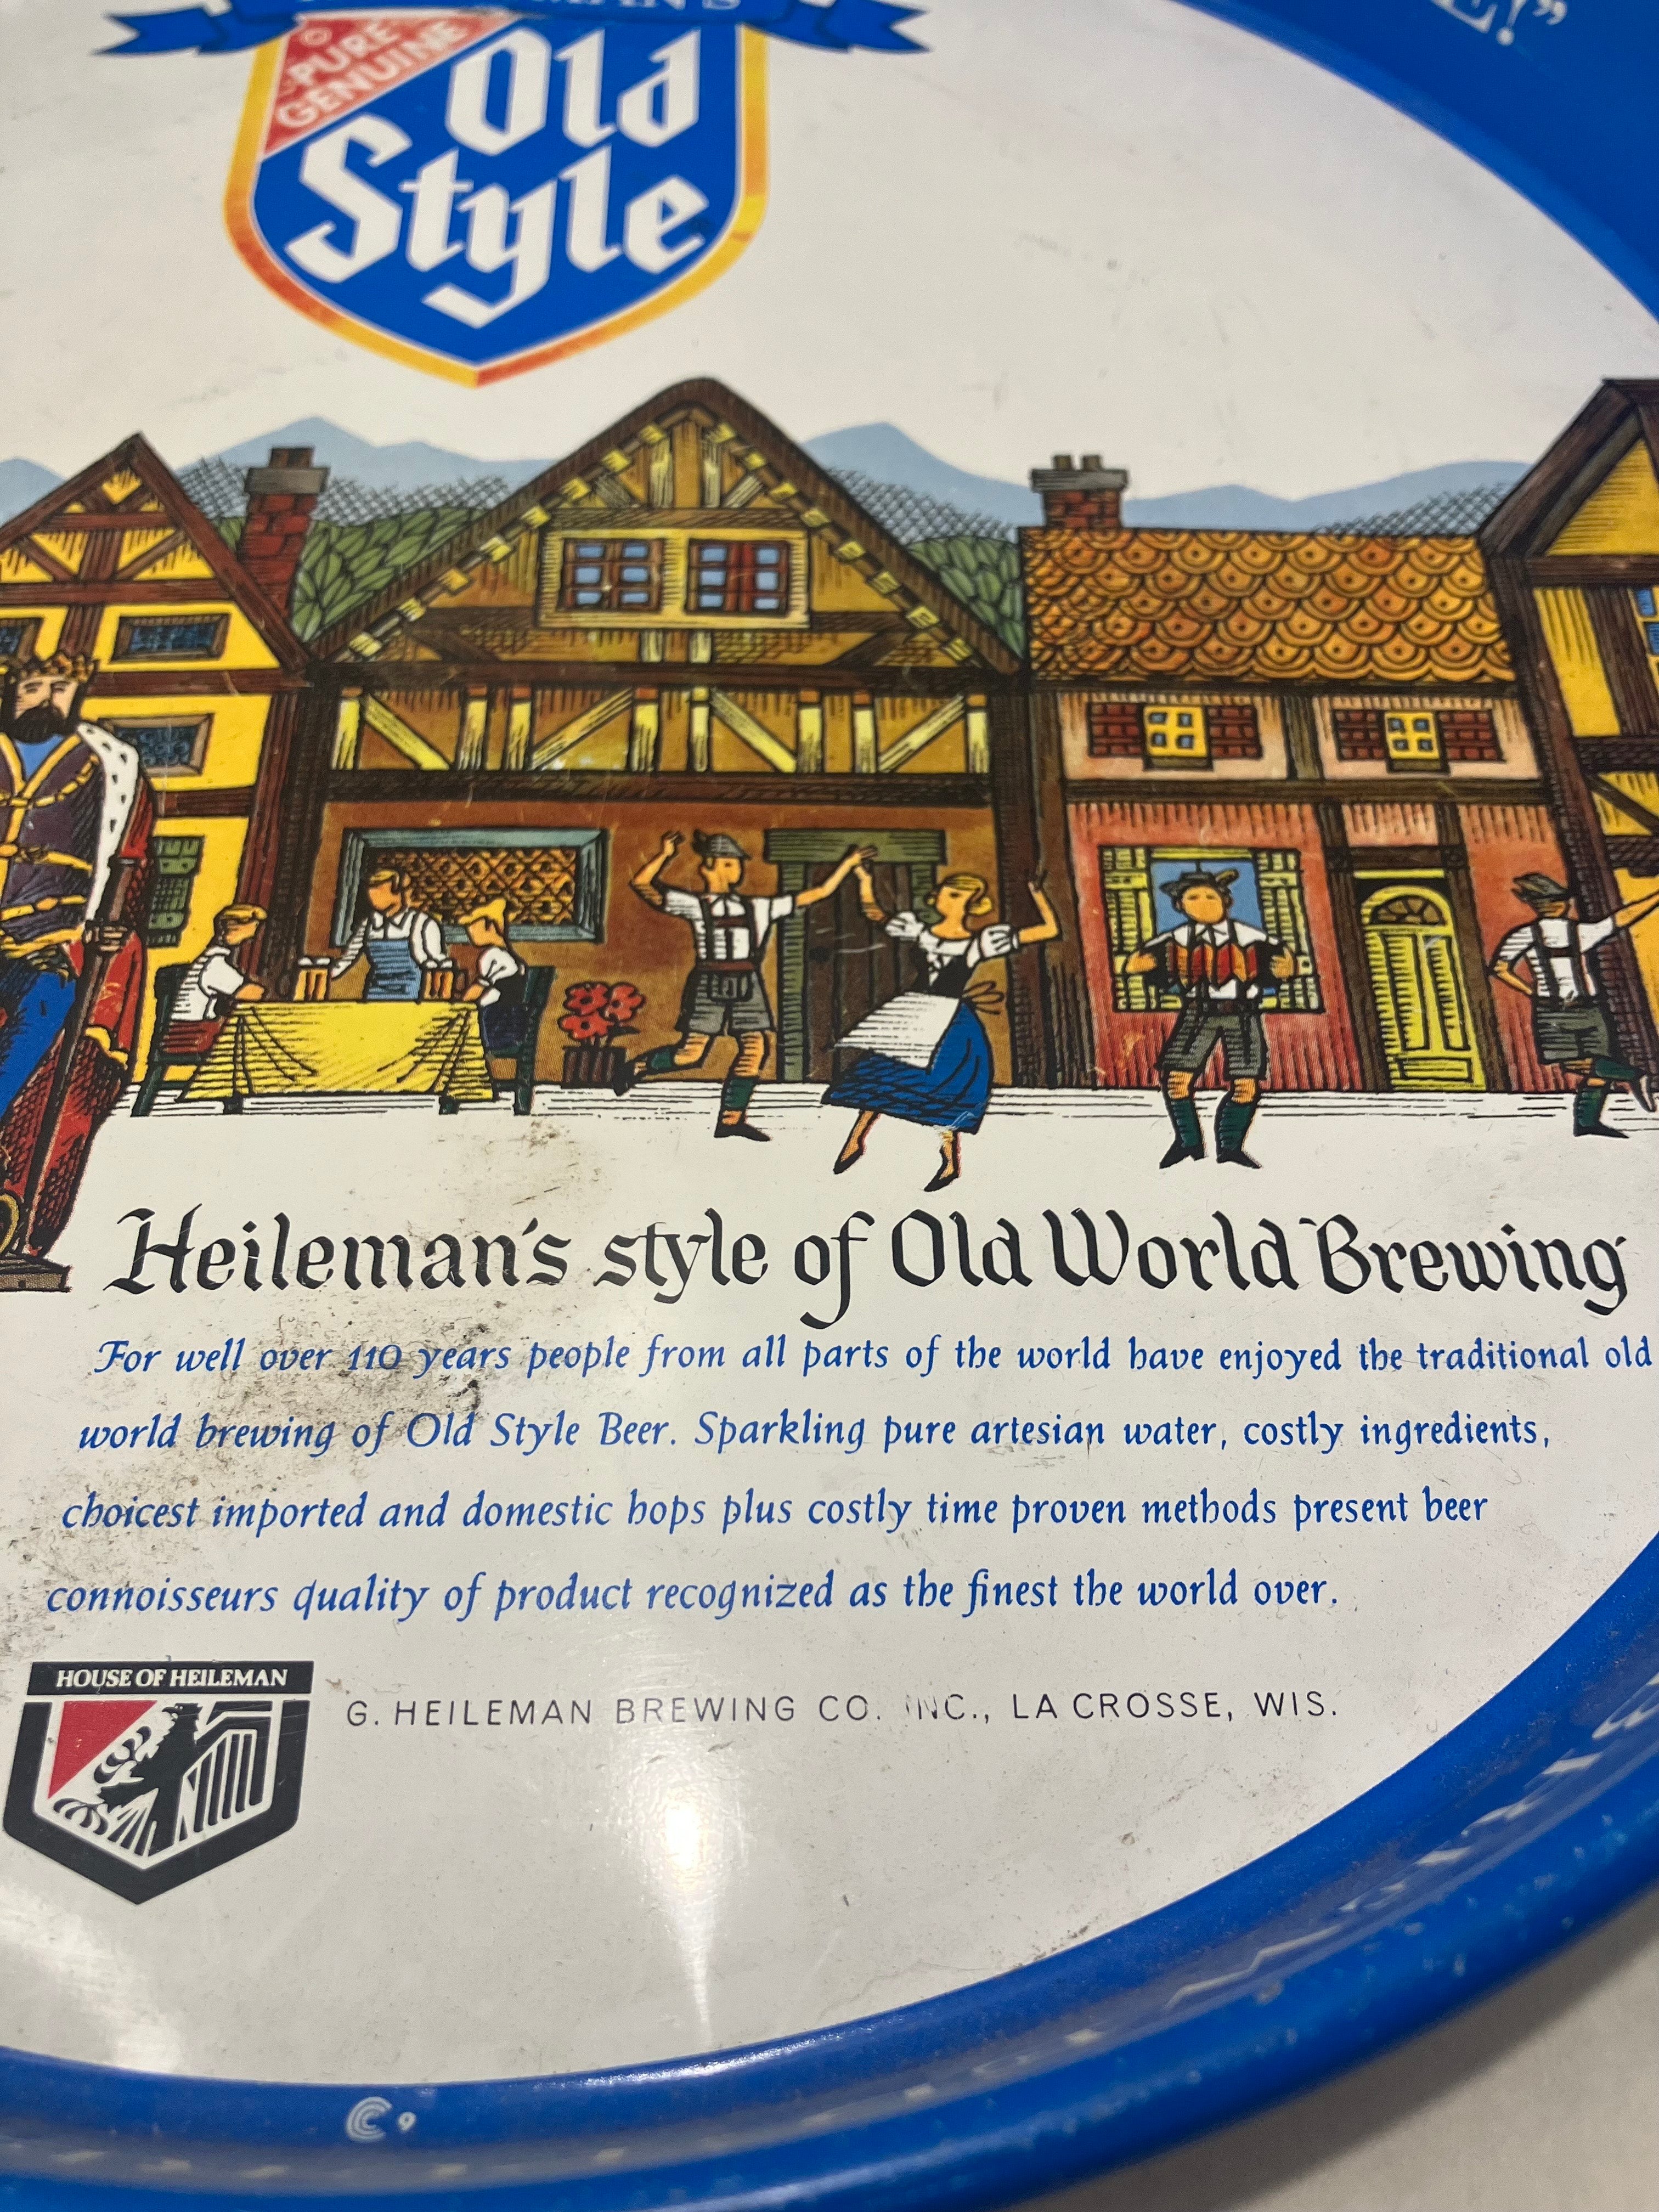 ©
PURE
GENUINE
Old
Style
Heileman's style of Old World Brewing
For well over 110 years people from all parts of the world have enjoyed the traditional old
world brewing of Old Style Beer. Sparkling pure artesian water, costly ingredients,
choicest imported and domestic hops plus costly time proven methods present beer
connoisseurs quality of product recognized as the finest the world over.
HOUSE OF HEILEMAN
G. HEILEMAN BREWING CO. INC., LA CROSSE, WIS.
C 9